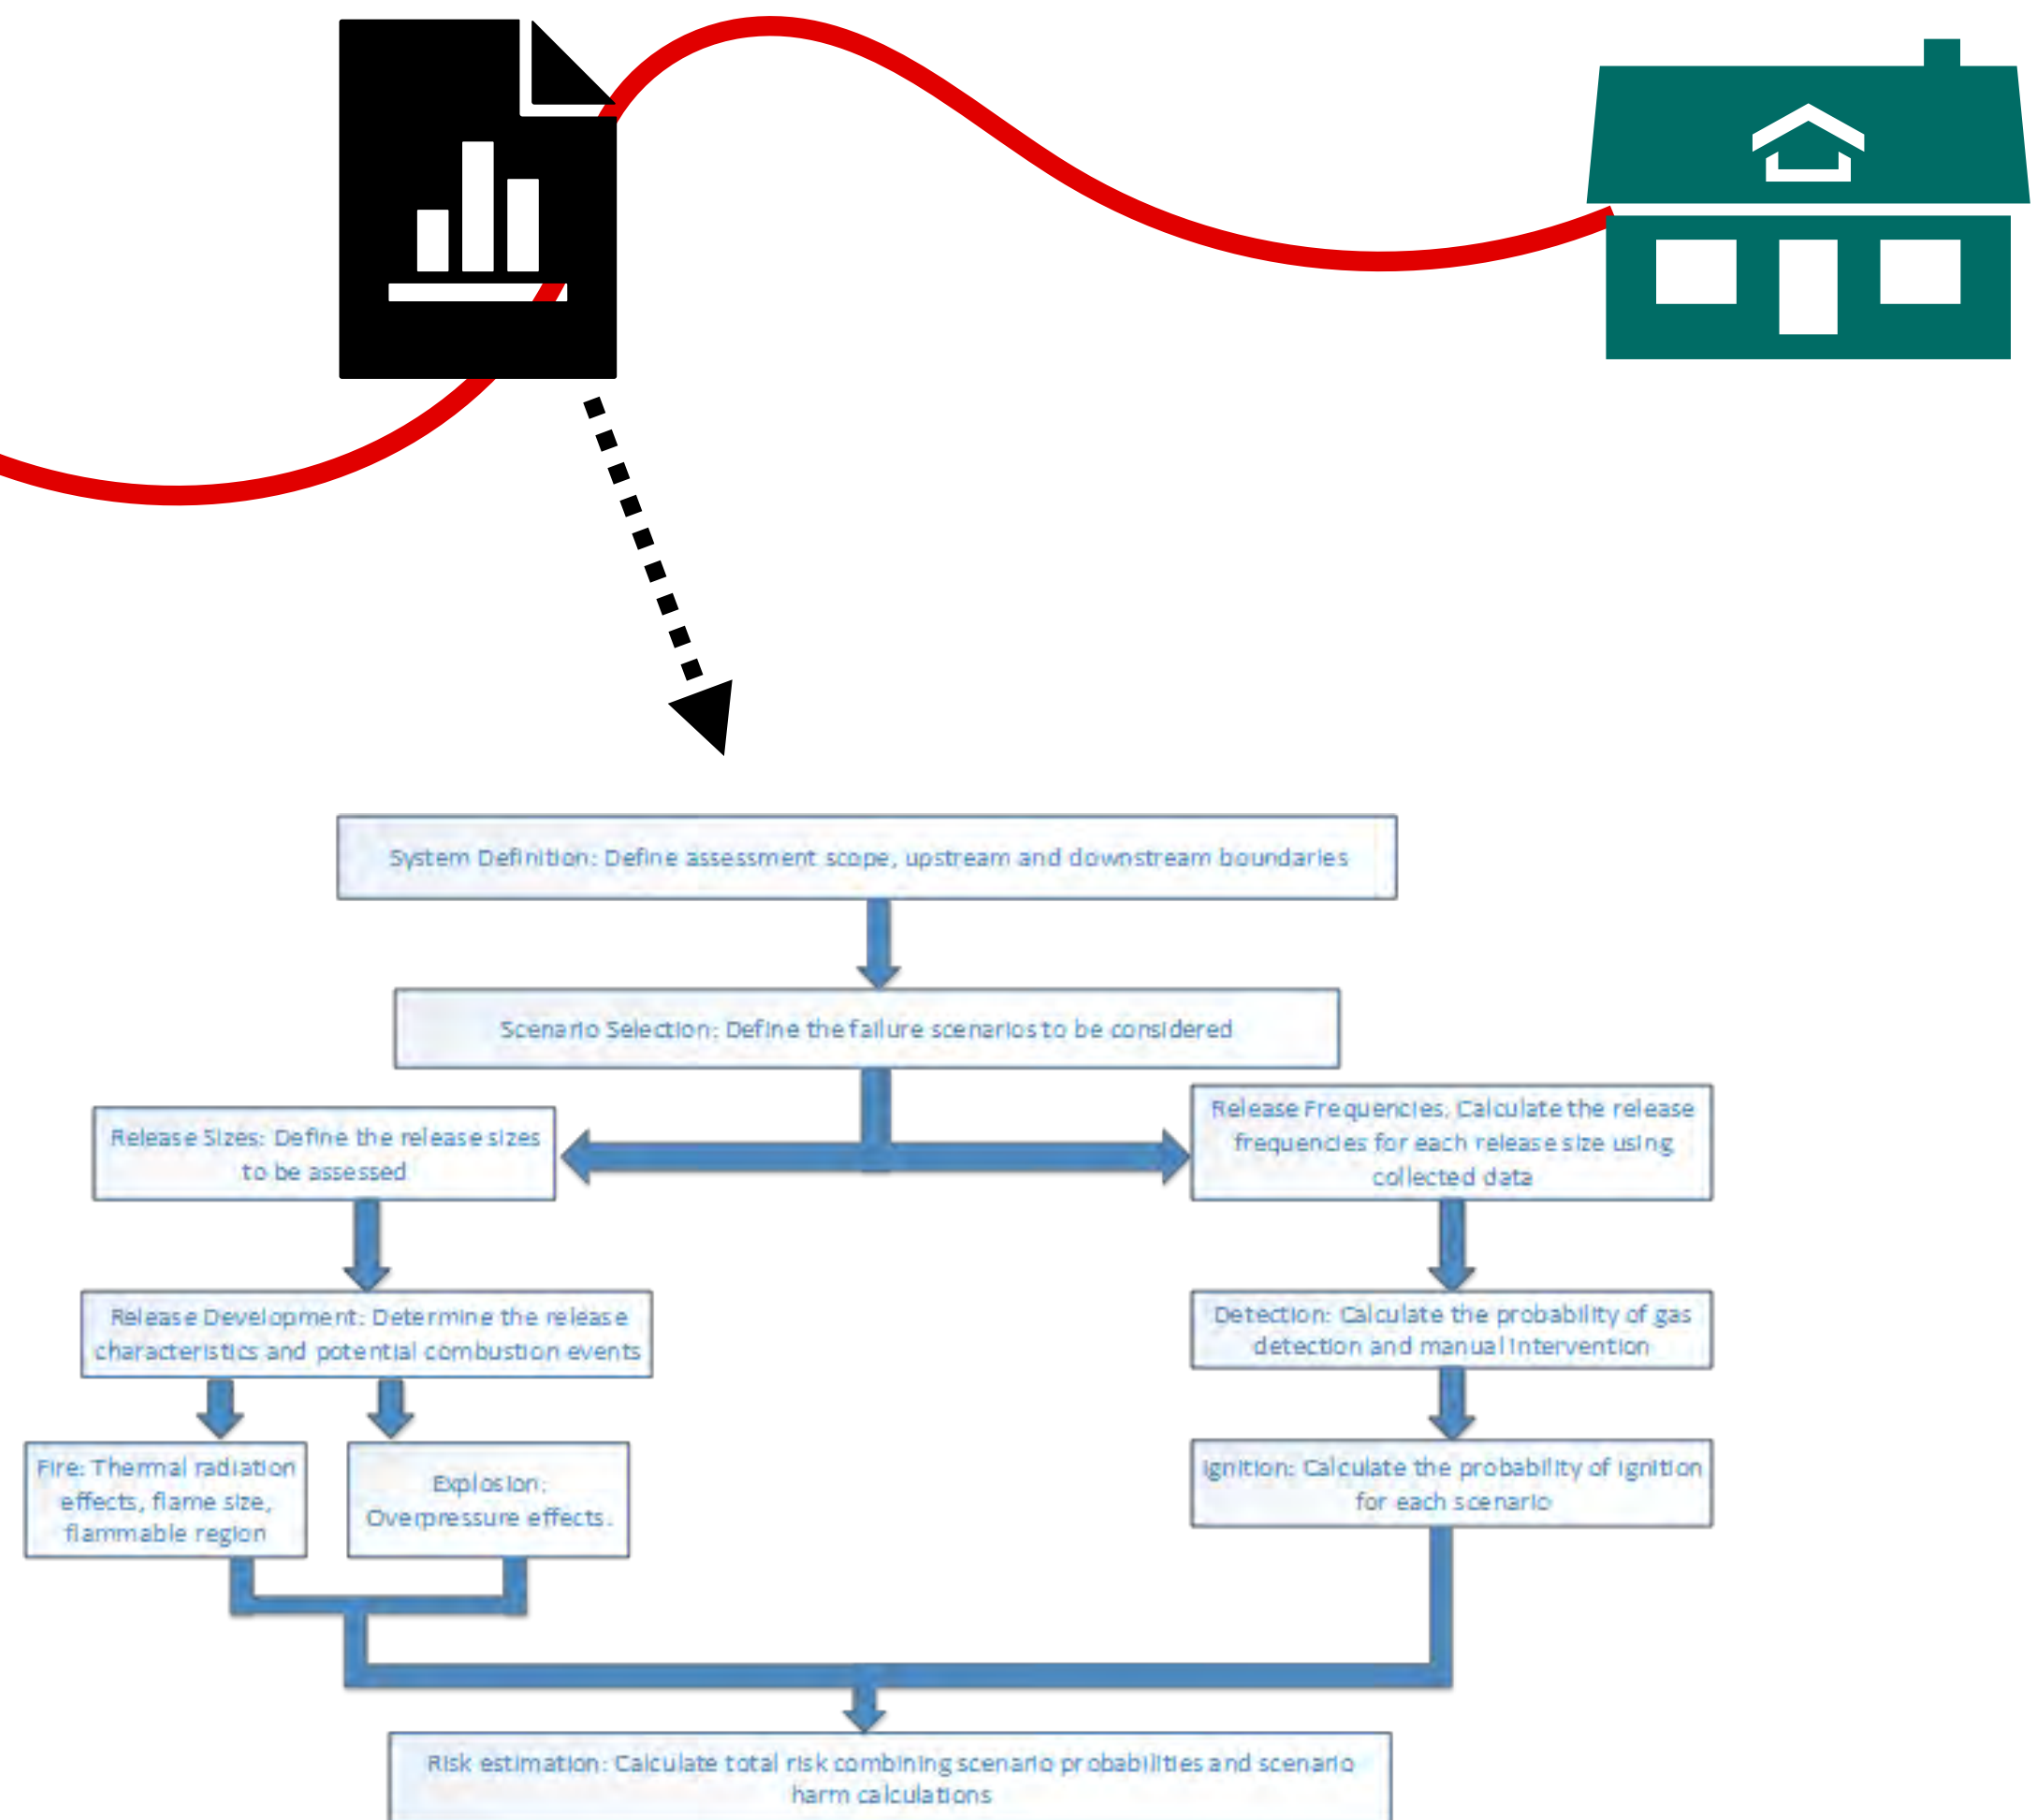 System Definition: Define assessment scope, upstream and downstream boundaries
Scenario Selection: Define the failure scenarios to be considered
Release Sizes: Define the release sizes
to be assessed
Release Frequencies. Calculate the release
frequencies for each release size using
collected data
Release Development: Determine the release
characteristics and potential combustion events
Detection: Calculate the probability of gas
detection and manual intervention
Fire: Thermal radiation
effects, flame size,
flammable region
Explosion:
Overpressure effects.
Ignition: Calculate the probability of ignition
for each scenario
Risk estimation: Calculate total risk combining scenario probabilities and scenario
harm calculations